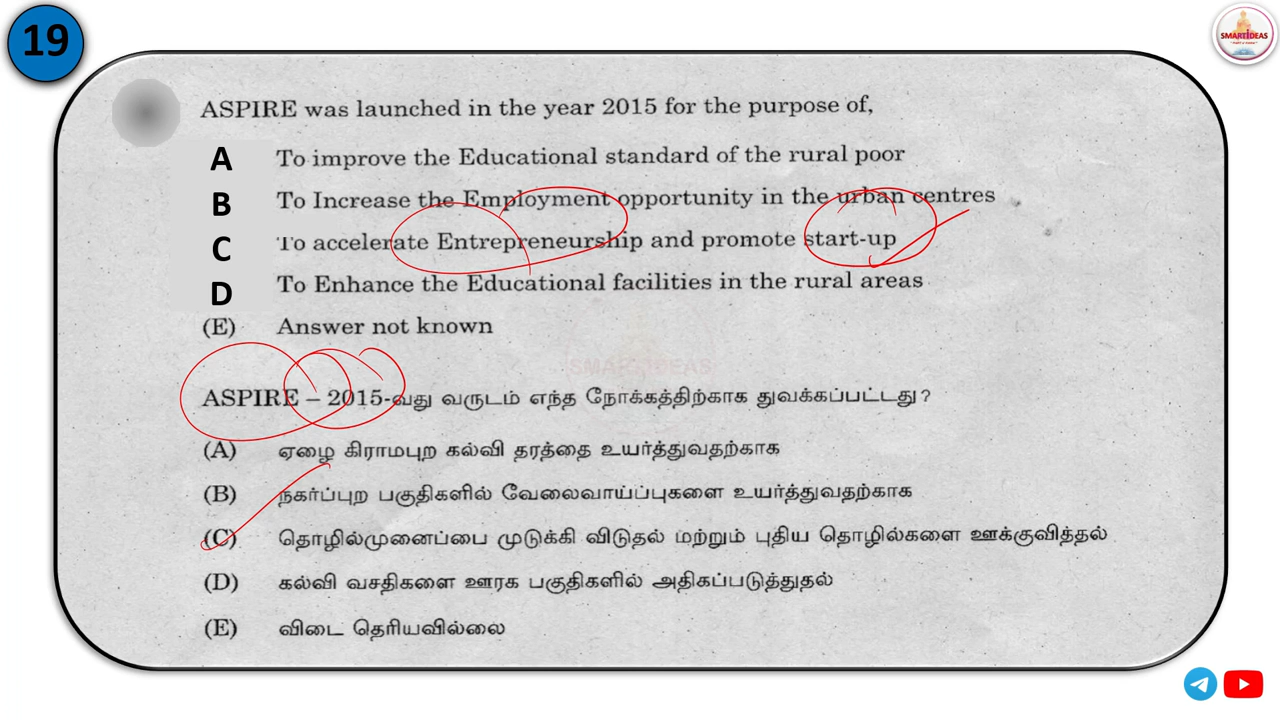 19
SMARTIDEAS
ASPIRE was launched in the year 2015 for the purpose of,
A To improve the Educational standard of the rural poor
B To Increase the Employment opportunity in the urban centres
C To accelerate Entrepreneurship and promote start-up
D To Enhance the Educational facilities in the rural areas
(E) Answer not known
SMARTIDEAS
ASPIRE – 2015-வது வருடம் எந்த நோக்கத்திற்காக துவக்கப்பட்டது?
(A) ஏழை கிராமபுற கல்வி தரத்தை உயர்த்துவதற்காக
(B) நகர்ப்புற பகுதிகளில் வேலைவாய்ப்புகளை உயர்த்துவதற்காக
(C) தொழில்முனைப்பை முடுக்கி விடுதல் மற்றும் புதிய தொழில்களை ஊக்குவித்தல்
(D) கல்வி வசதிகளை ஊரக பகுதிகளில் அதிகப்படுத்துதல்
(E) விடை தெரியவில்லை